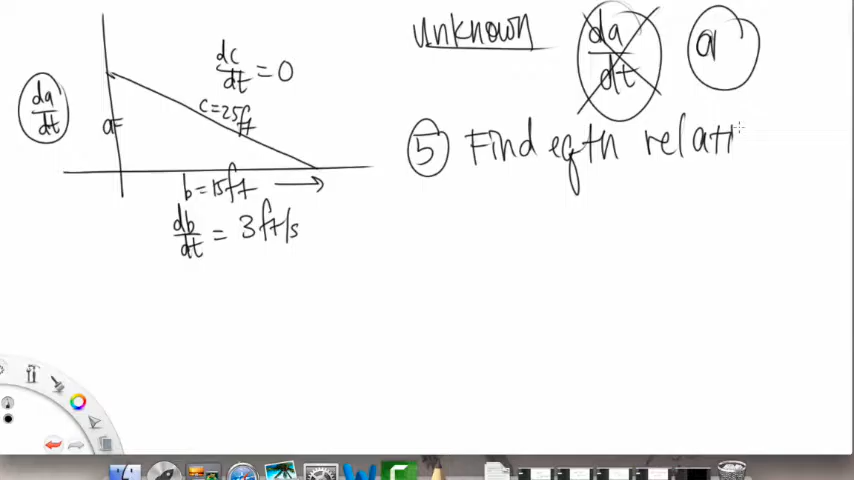 unknown
da/dt
a
dc/dt = 0
da/dt
c=25ft
a=
⑤ Find eqtn relati
b=15ft
db/dt = 3ft/s
W